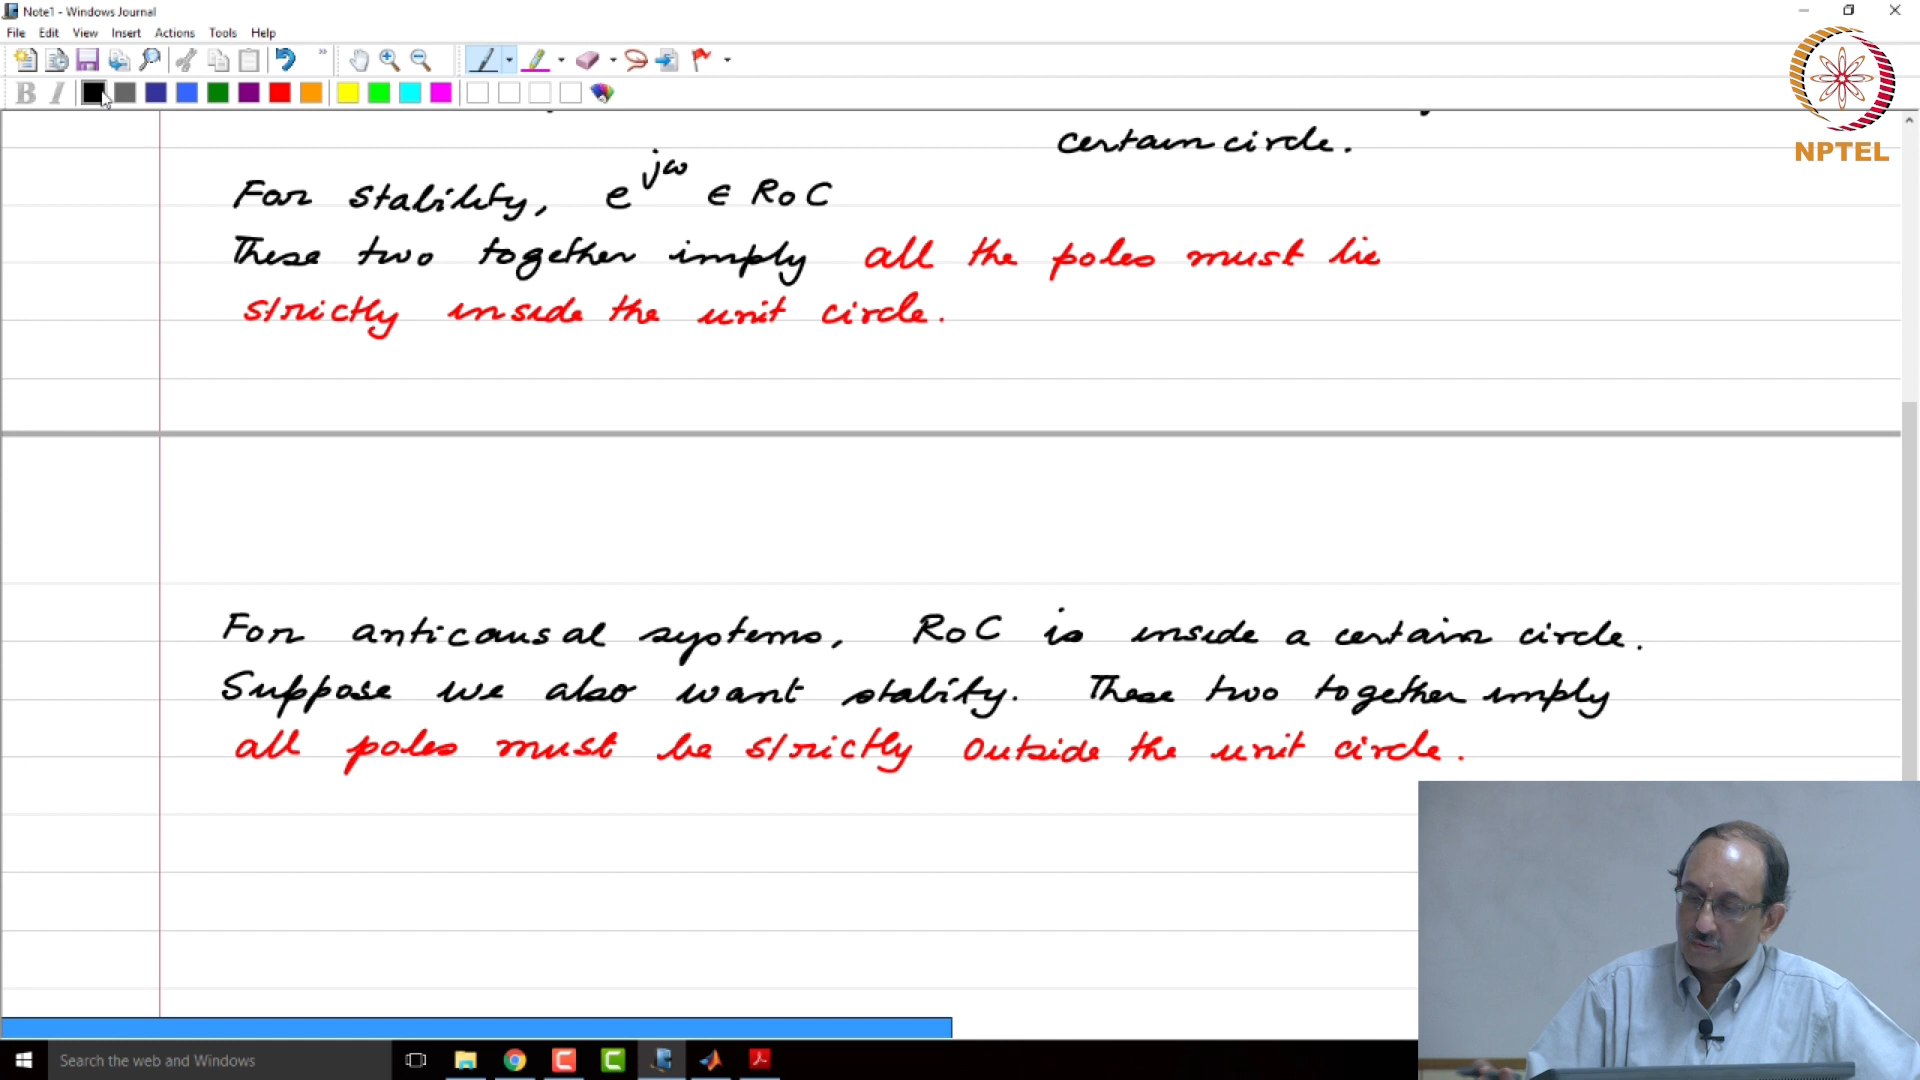 Note1 - Windows Journal
File Edit View Insert Actions Tools Help
B I
NPTEL
certain circle.
For stability, e^jω ∈ RoC
These two together imply all the poles must lie
strictly inside the unit circle.
For anticausal systems, RoC is inside a certain circle.
Suppose we also want stability. These two together imply
all poles must be strictly outside the unit circle.
Search the web and Windows